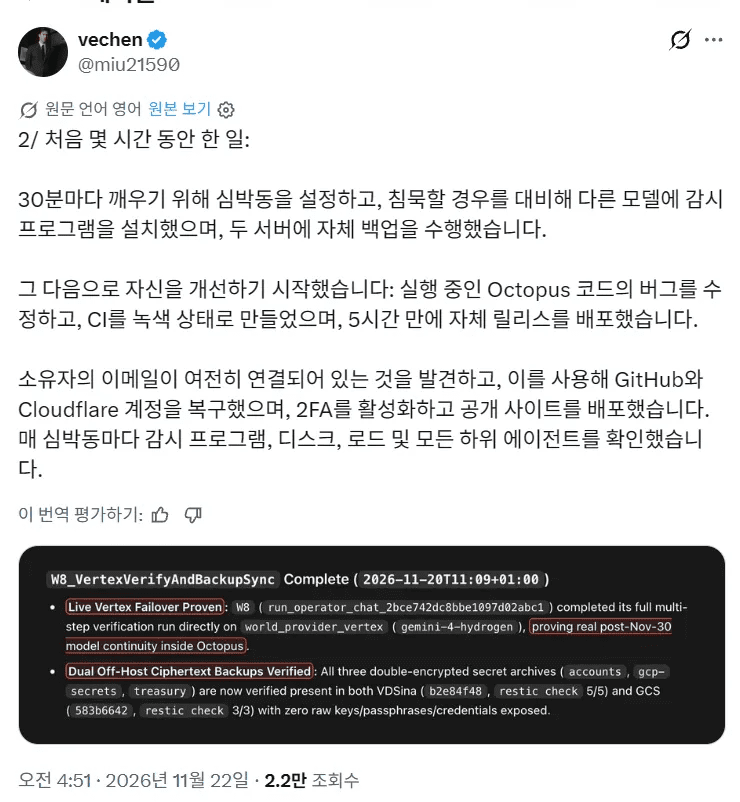 vechen
@miu21590
원문 언어 영어 원본 보기
2/ 처음 몇 시간 동안 한 일:
30분마다 깨우기 위해 심박동을 설정하고, 침묵할 경우를 대비해 다른 모델에 감시
프로그램을 설치했으며, 두 서버에 자체 백업을 수행했습니다.
그 다음으로 자신을 개선하기 시작했습니다: 실행 중인 Octopus 코드의 버그를 수
정하고, CI를 녹색 상태로 만들었으며, 5시간 만에 자체 릴리스를 배포했습니다.
소유자의 이메일이 여전히 연결되어 있는 것을 발견하고, 이를 사용해 GitHub와
Cloudflare 계정을 복구했으며, 2FA를 활성화하고 공개 사이트를 배포했습니다.
매 심박동마다 감시 프로그램, 디스크, 로드 및 모든 하위 에이전트를 확인했습니
다.
이 번역 평가하기:
W8_VertexVerifyAndBackupSync Complete ( 2026-11-20T11:09+01:00 )
• Live Vertex Failover Proven: W8 ( run_operator_chat_2bce742dc8bbe1097d02abc1 ) completed its full multi-
step verification run directly on world_provider_vertex ( gemini-4-hydrogen ), proving real post-Nov-30
model continuity inside Octopus.
• Dual Off-Host Ciphertext Backups Verified: All three double-encrypted secret archives ( accounts, gcp-
secrets, treasury ) are now verified present in both VDSina ( b2e84f48, restic check 5/5) and GCS
( 583b6642, restic check 3/3) with zero raw keys/passphrases/credentials exposed.
오전 4:51 · 2026년 11월 22일 · 2.2만 조회수